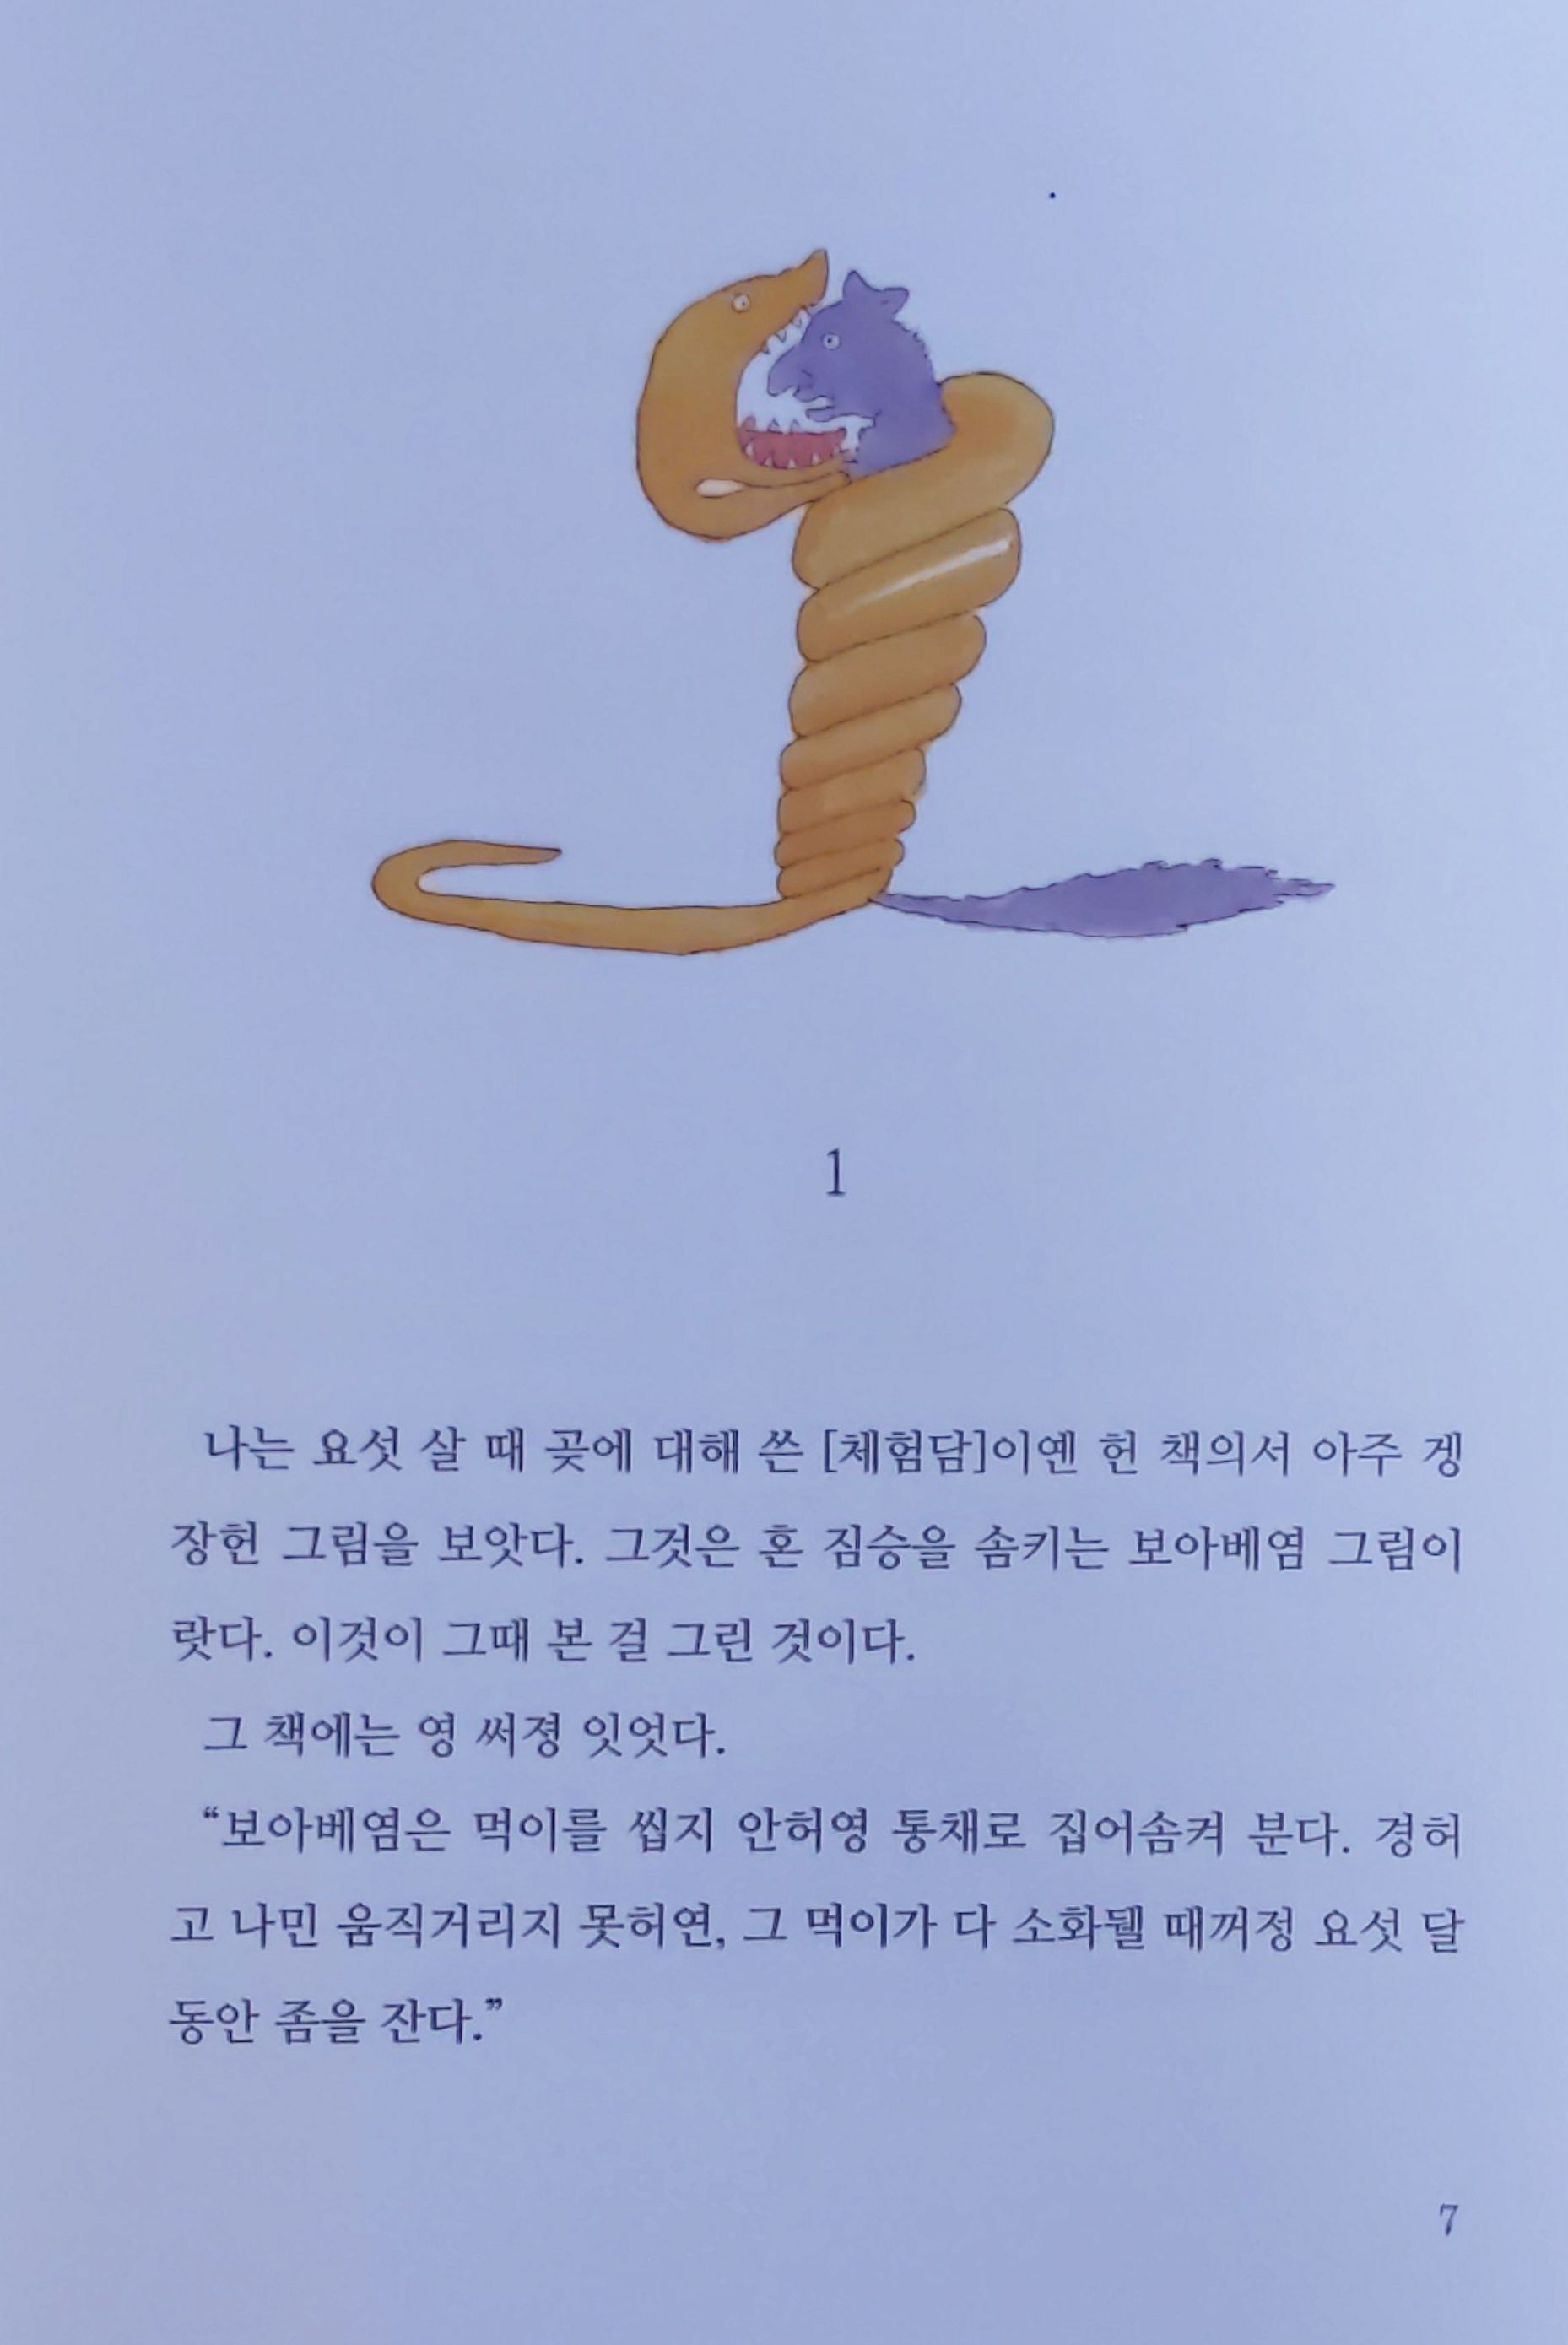 1
나는 요섯 살 때 곶에 대해 쓴 [체험담]이옌 헌 책의서 아주 겡
장헌 그림을 보앗다. 그것은 혼 짐승을 솜키는 보아베염 그림이
랏다. 이것이 그때 본 걸 그린 것이다.
그 책에는 영 써졍 잇엇다.
“보아베염은 먹이를 씹지 안허영 통채로 집어솜켜 분다. 경허
고 나민 움직거리지 못허연, 그 먹이가 다 소화뒐 때꺼정 요섯 달
동안 좀을 잔다.”
7